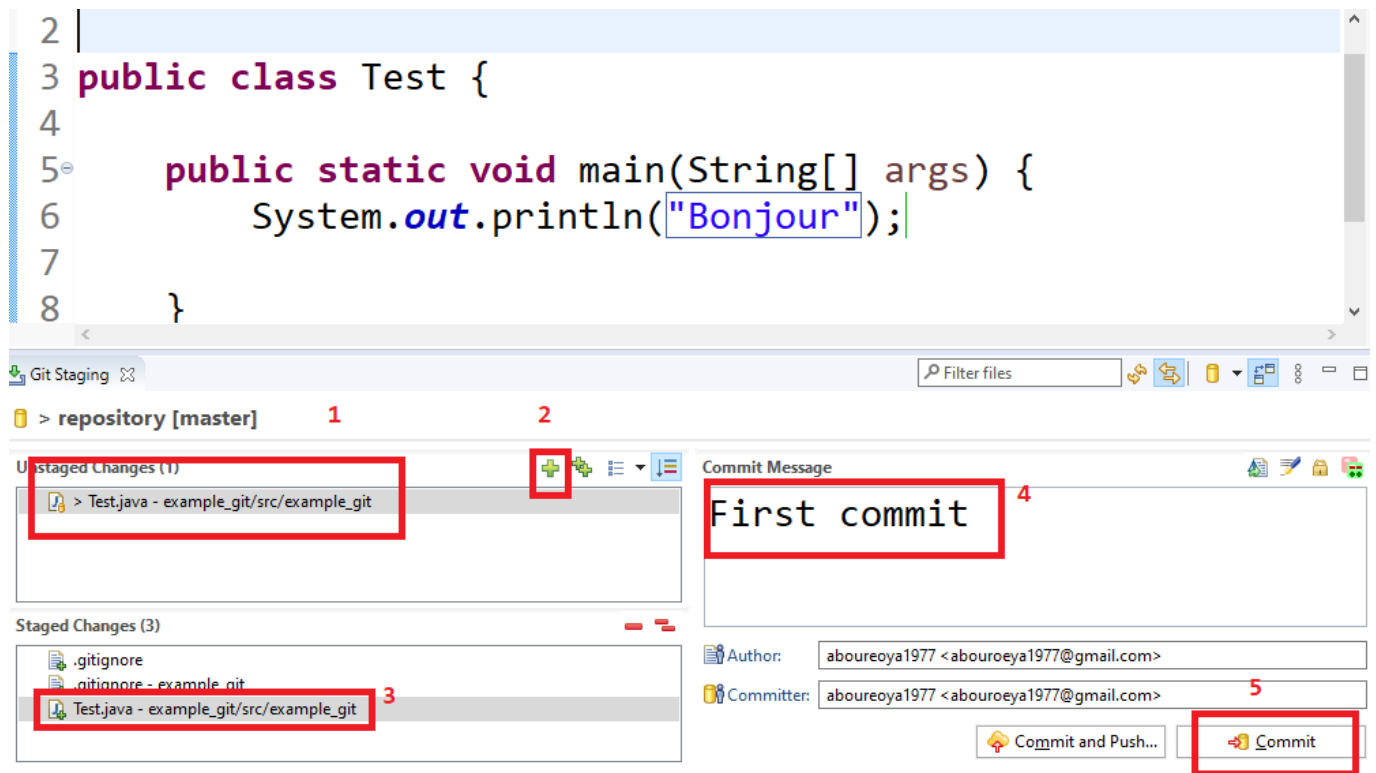 2
3 public class Test {
4
5 public static void main(String[] args) {
6 System.out.println("Bonjour");
7
8 }
Git Staging
Filter files
> repository [master] 1 2
Unstaged Changes (1)
> Test.java - example_git/src/example_git
Commit Message
First commit 4
Staged Changes (3)
.gitignore
.gitignore - example_git
Test.java - example_git/src/example_git 3
Author: aboureoya1977 <abouroeya1977@gmail.com>
Committer: aboureoya1977 <abouroeya1977@gmail.com> 5
Commit and Push... Commit